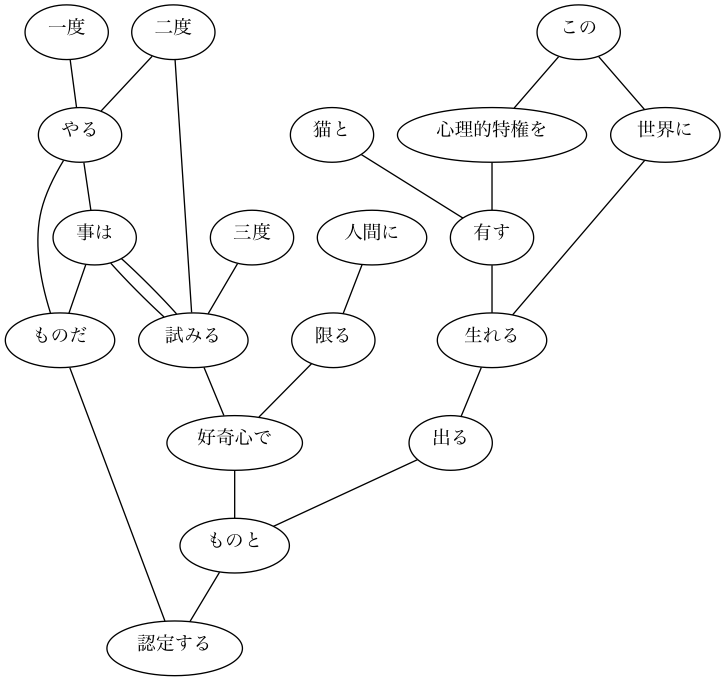 一度
二度
この
やる
猫と
心理的特権を
世界に
事は
三度
人間に
有す
ものだ
試みる
限る
生れる
好奇心で
出る
ものと
認定する